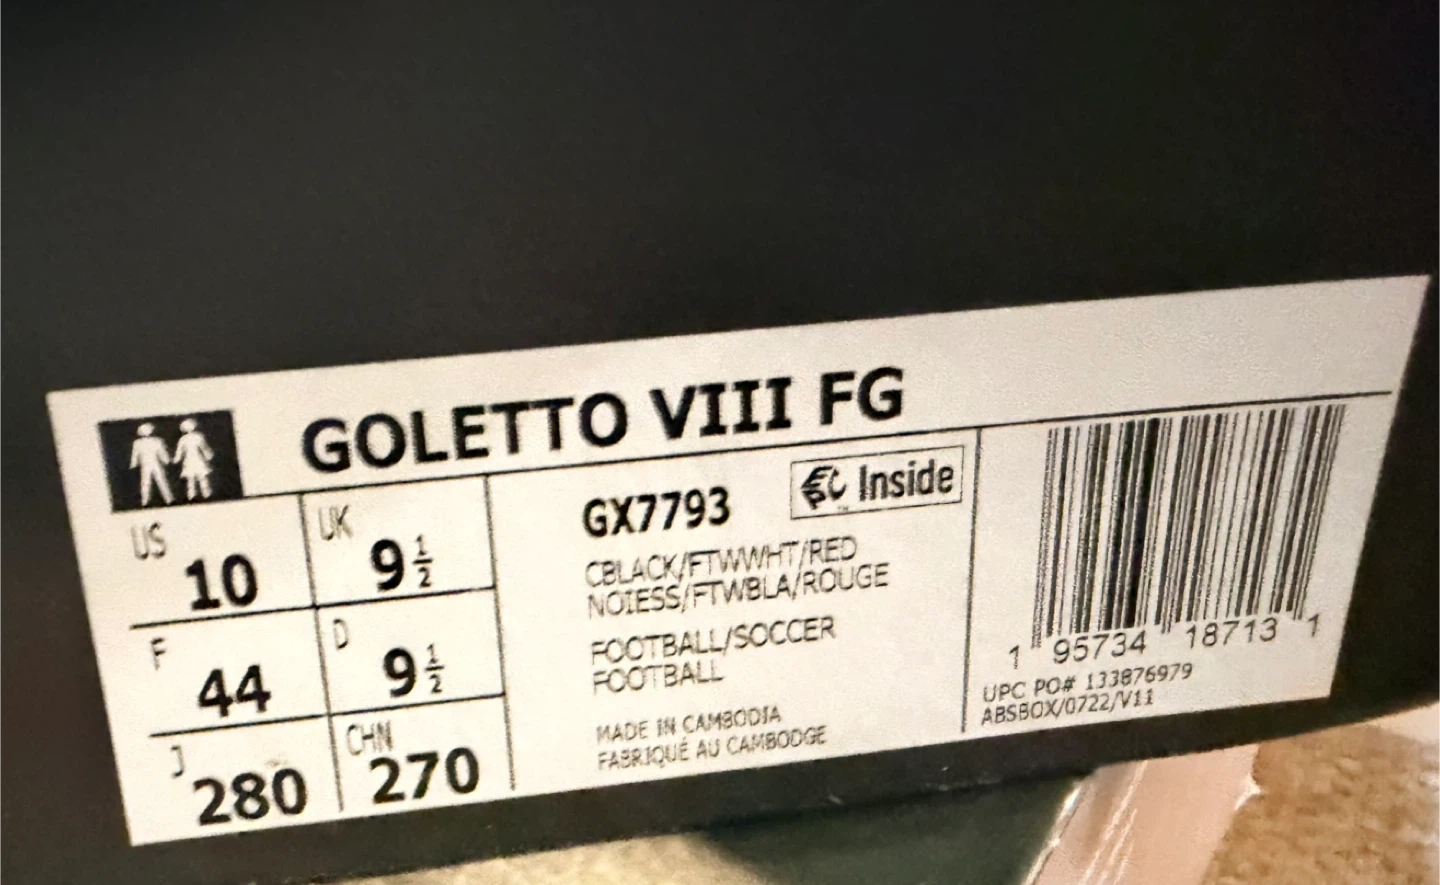 GOLETTO VIII FG
US 10
UK 9 1/2
F 44
D 9 1/2
J 280
CHN 270
GX7793
Inside
CBLACK/FTWWHT/RED
NOIESS/FTWBLA/ROUGE
FOOTBALL/SOCCER
FOOTBALL
MADE IN CAMBODIA
FABRIQUÉ AU CAMBODGE
1 95734 18713 1
UPC PO# 133876979
ABSBOX/0722/V11